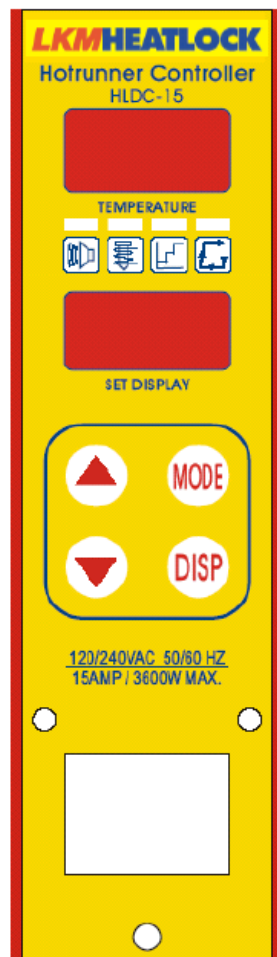 LKMHEATLOCK
Hotrunner Controller
HLDC-15
TEMPERATURE
SET DISPLAY
MODE
DISP
120/240VAC 50/60 HZ
15AMP / 3600W MAX.